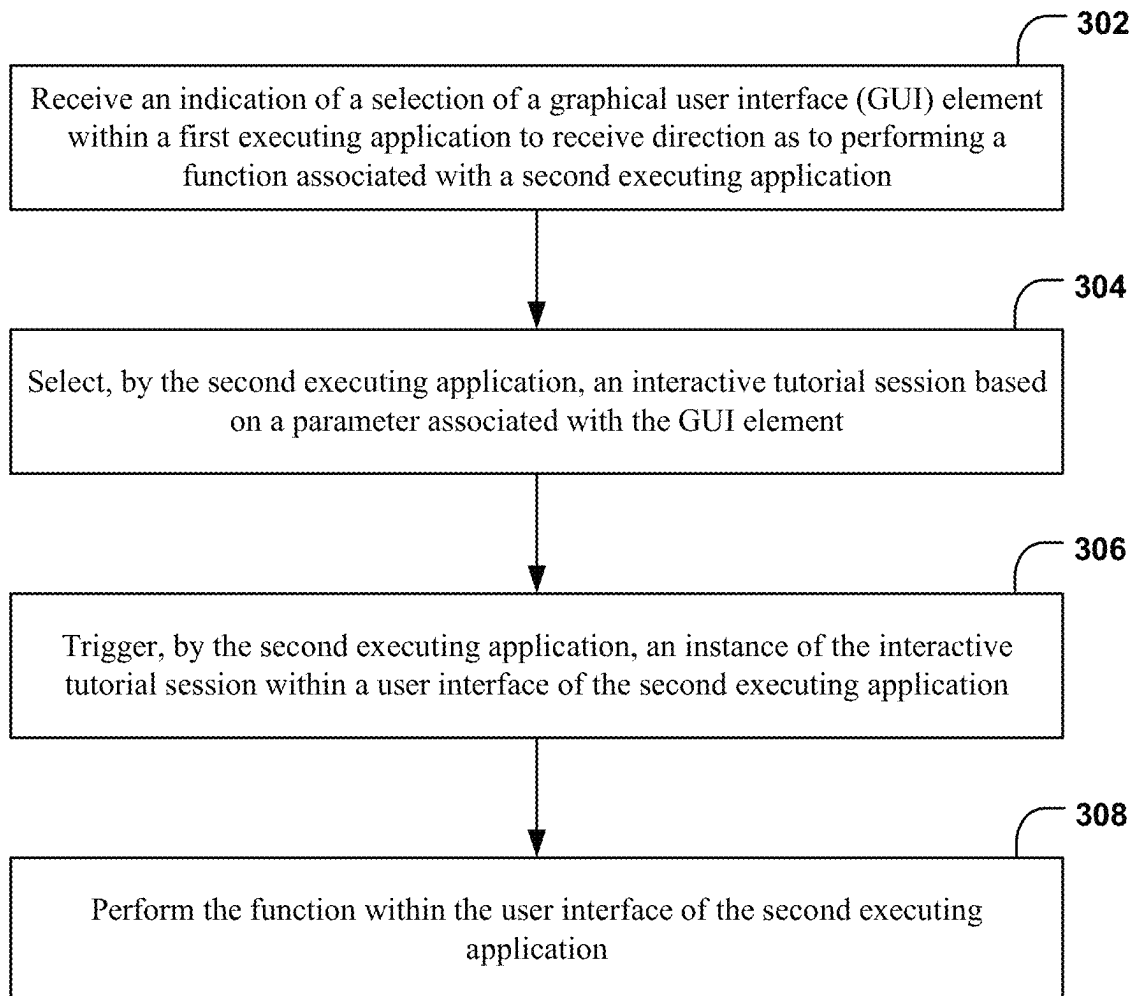 302
Receive an indication of a selection of a graphical user interface (GUI) element
within a first executing application to receive direction as to performing a
function associated with a second executing application
304
Select, by the second executing application, an interactive tutorial session based
on a parameter associated with the GUI element
306
Trigger, by the second executing application, an instance of the interactive
tutorial session within a user interface of the second executing application
308
Perform the function within the user interface of the second executing
application